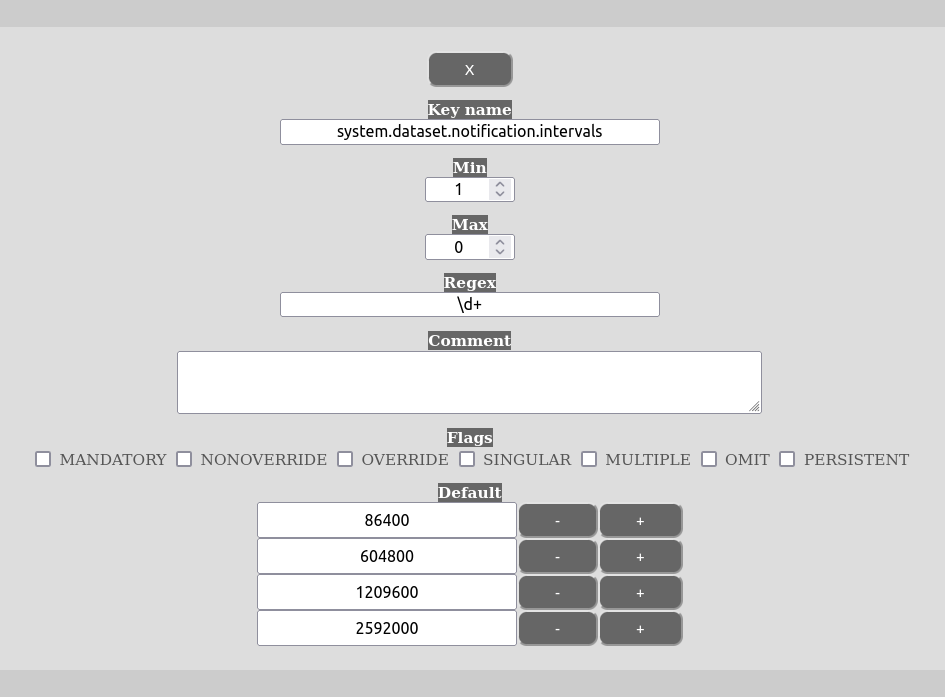 X
Key name
system.dataset.notification.intervals
Min
1
Max
0
Regex
\d+
Comment
Flags
MANDATORY NONOVERRIDE OVERRIDE SINGULAR MULTIPLE OMIT PERSISTENT
Default
86400 - +
604800 - +
1209600 - +
2592000 - +